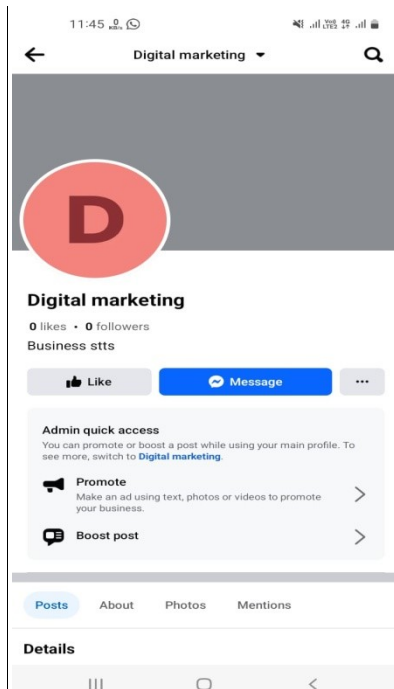 11:45
Digital marketing
D
Digital marketing
0 likes • 0 followers
Business stts
Like
Message
...
Admin quick access
You can promote or boost a post while using your main profile. To
see more, switch to Digital marketing.
Promote
Make an ad using text, photos or videos to promote
your business.
Boost post
Posts About Photos Mentions
Details